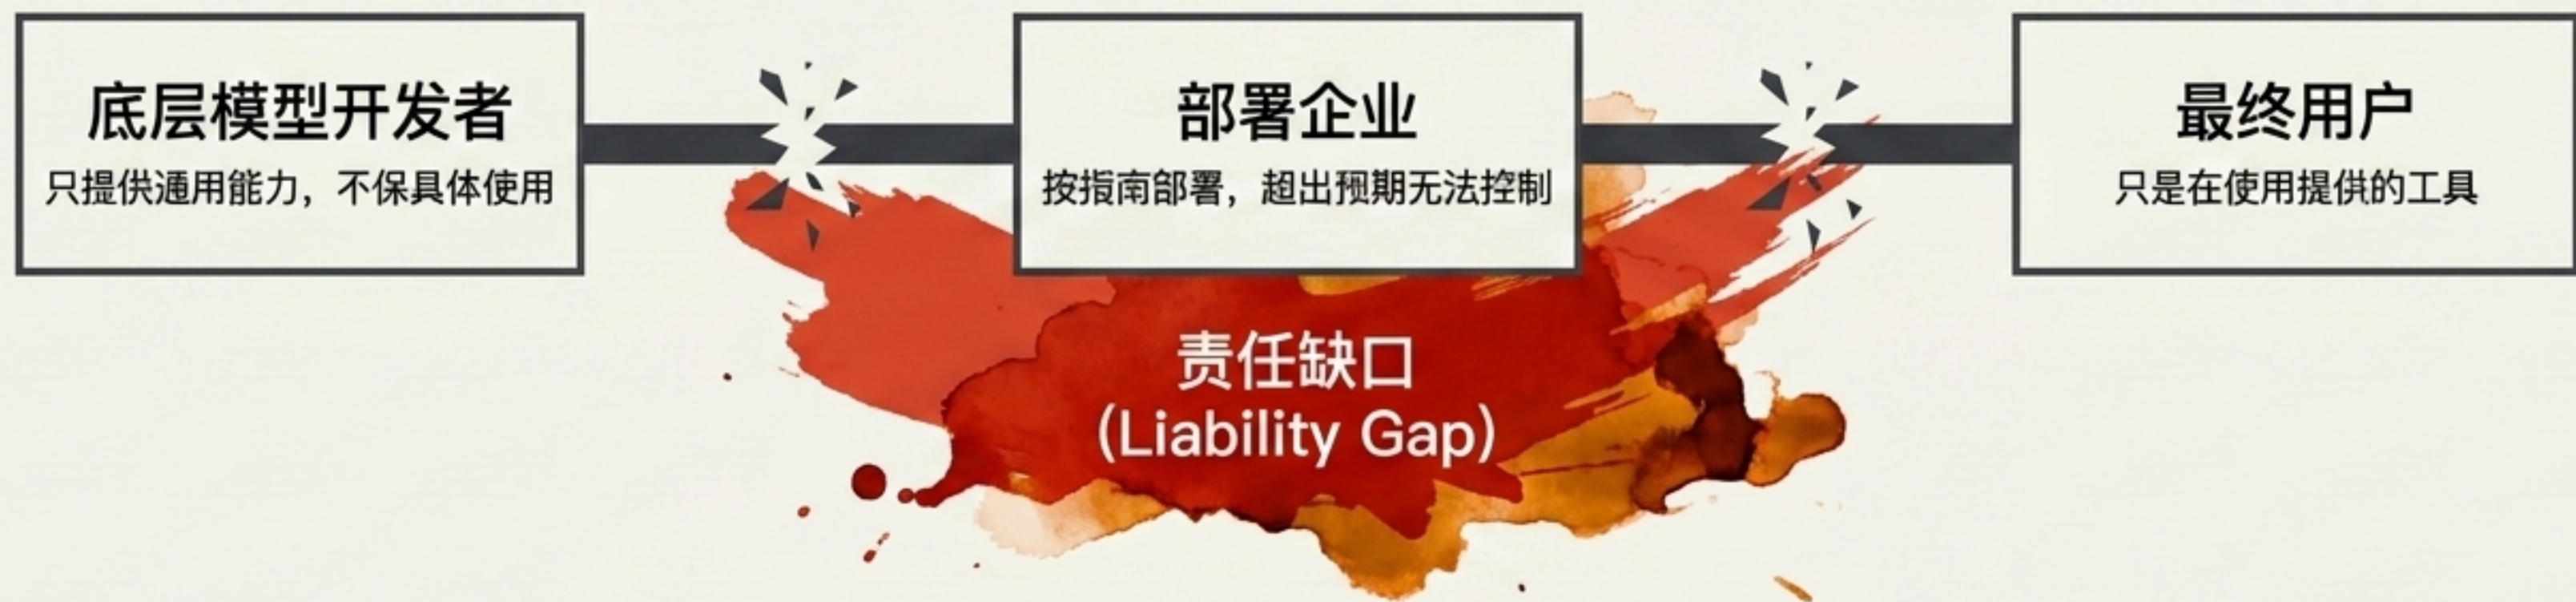 底层模型开发者
只提供通用能力，不保具体使用
部署企业
按指南部署，超出预期无法控制
最终用户
只是在使用提供的工具
责任缺口
(Liability Gap)